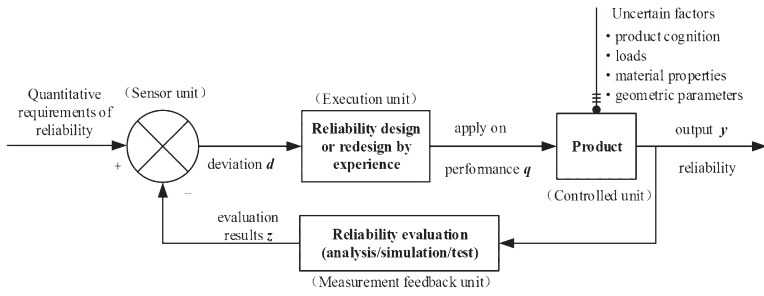 Uncertain factors
• product cognition
• loads
• material properties
• geometric parameters
Quantitative
requirements of
reliability
+
（Sensor unit）
−
deviation d
（Execution unit）
Reliability design
or redesign by
experience
apply on
performance q
Product
（Controlled unit）
output y
reliability
evaluation
results z
Reliability evaluation
(analysis/simulation/test)
（Measurement feedback unit）